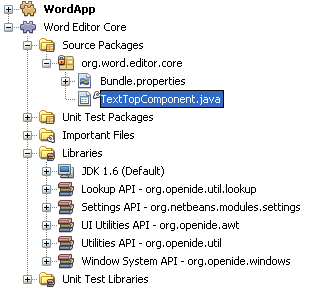 WordApp
Word Editor Core
Source Packages
org.word.editor.core
Bundle.properties
TextTopComponent.java
Unit Test Packages
Important Files
Libraries
JDK 1.6 (Default)
Lookup API - org.openide.util.lookup
Settings API - org.netbeans.modules.settings
UI Utilities API - org.openide.awt
Utilities API - org.openide.util
Window System API - org.openide.windows
Unit Test Libraries